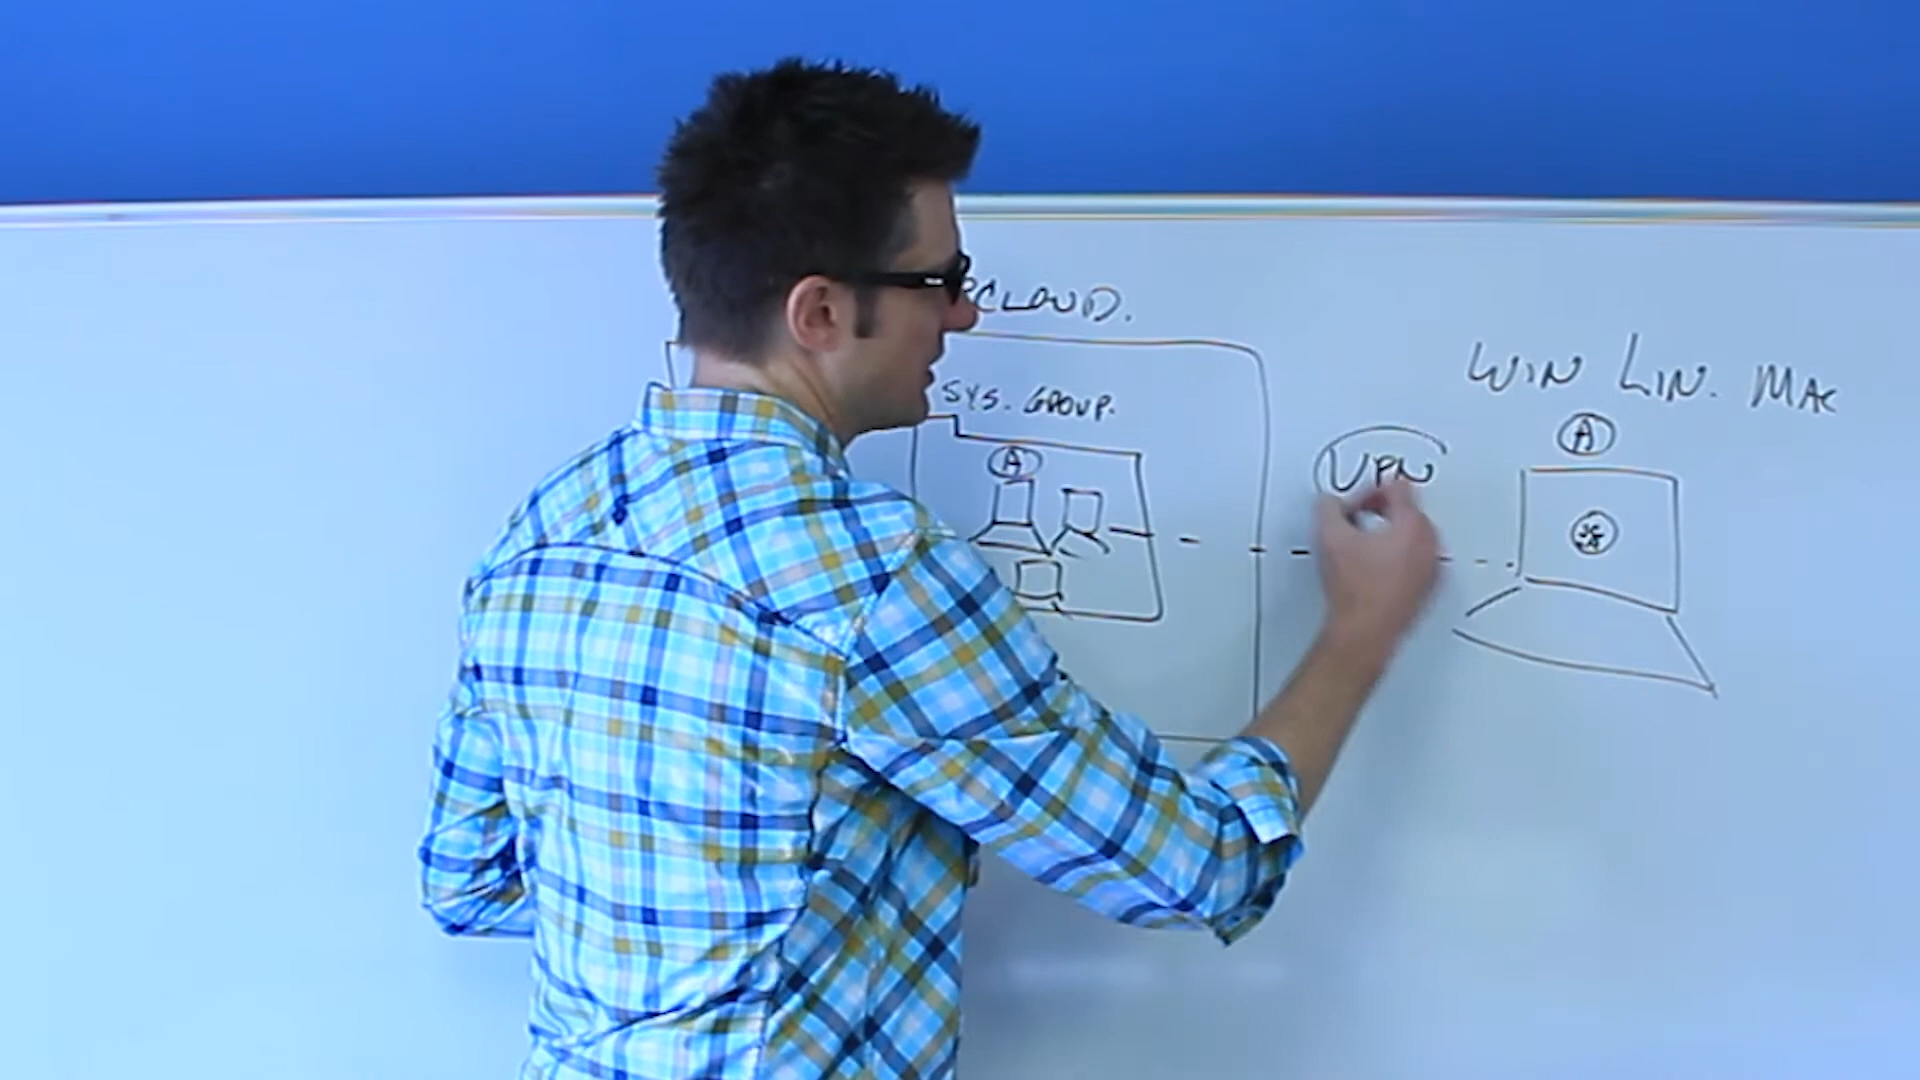 CLOUD.
SYS. GROUP.
WIN LIN. MAC
A
VPN
A